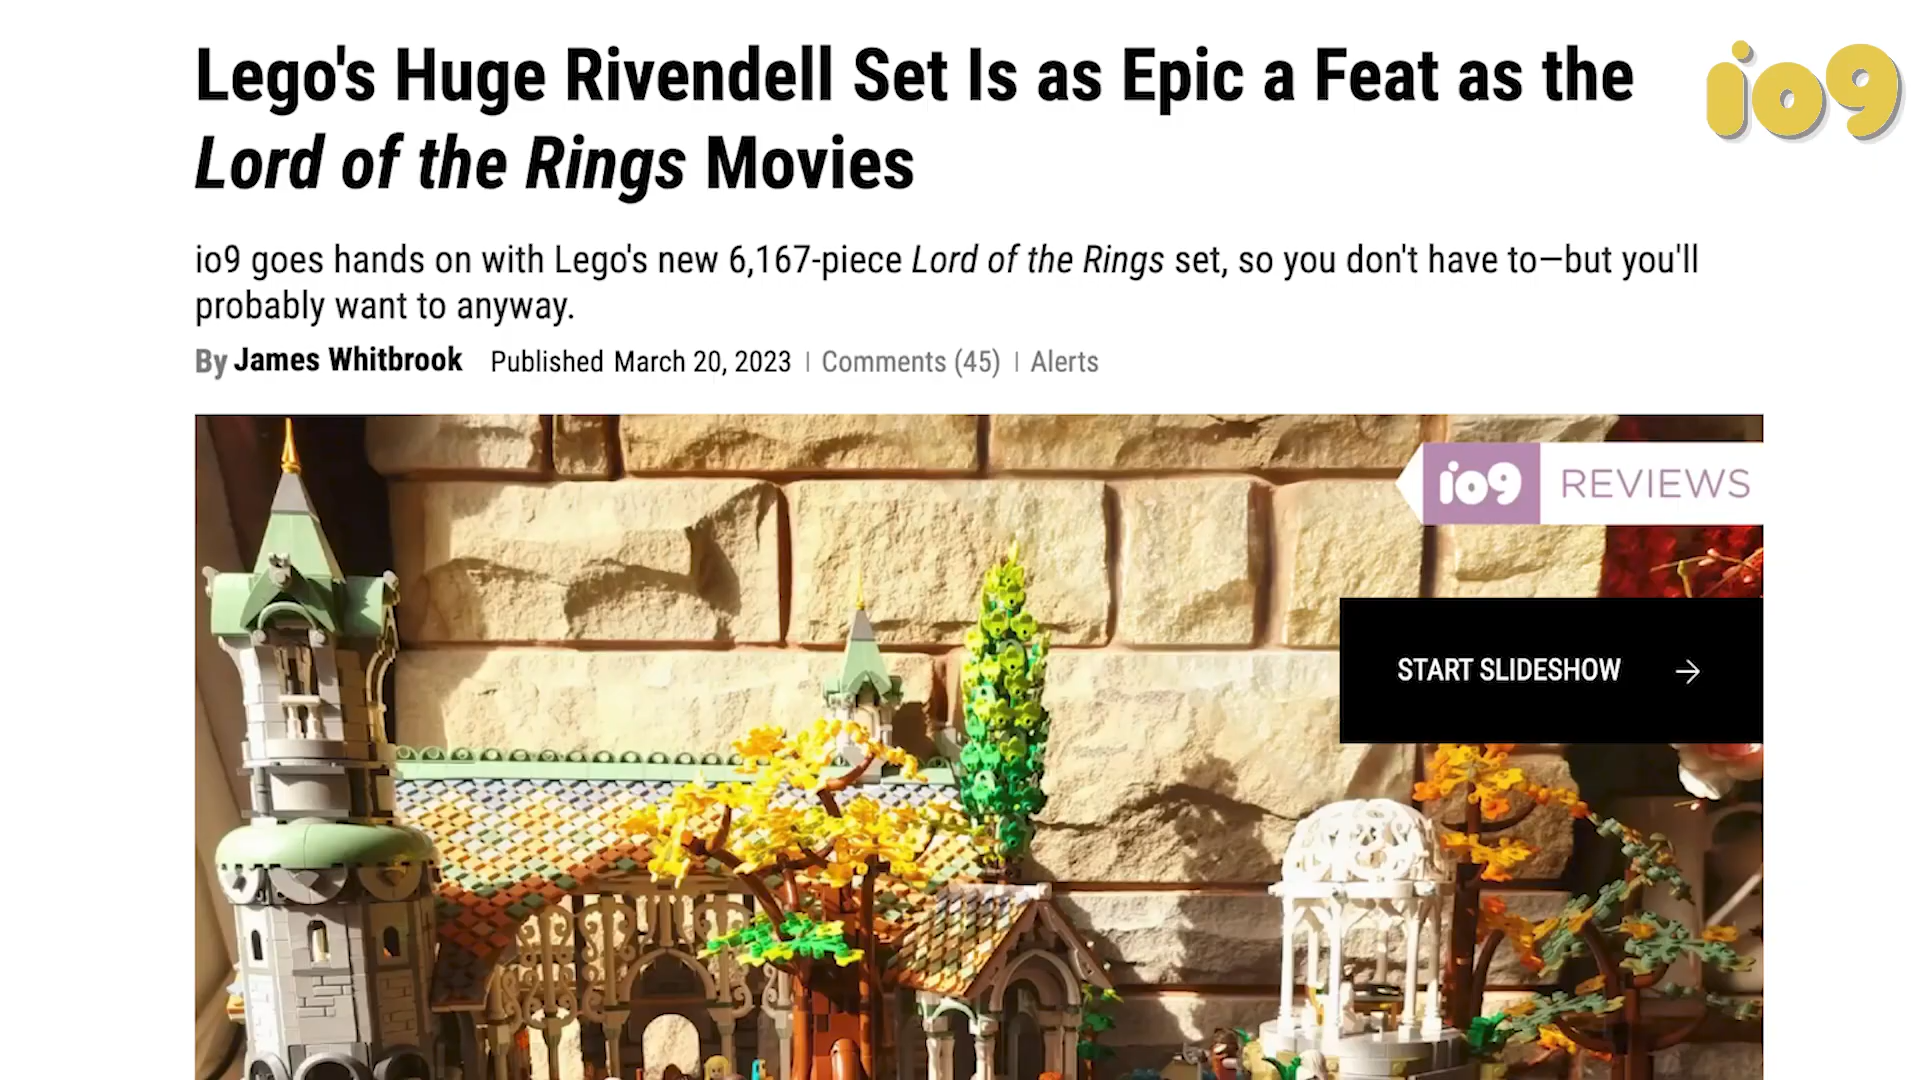 Lego's Huge Rivendell Set Is as Epic a Feat as the
Lord of the Rings Movies
io9
io9 goes hands on with Lego's new 6,167-piece Lord of the Rings set, so you don't have to—but you'll
probably want to anyway.
By James Whitbrook Published March 20, 2023 | Comments (45) | Alerts
io9 REVIEWS
START SLIDESHOW →